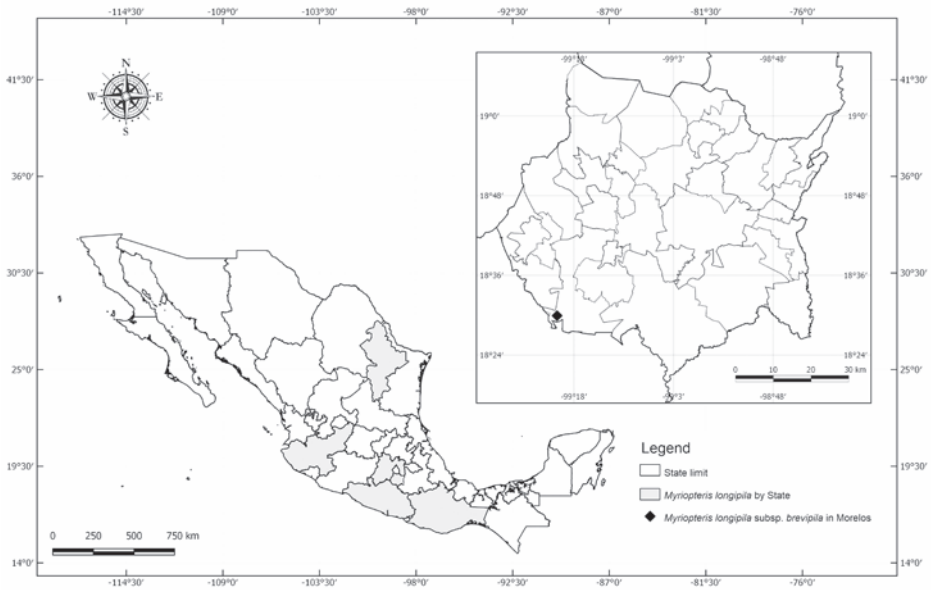 -114°30' -109°0' -103°30' -98°0' -92°30' -87°0' -81°30' -76°0'
N
W E
S
41°30'
36°0'
30°30'
25°0'
19°30'
14°0'
-99°18' -99°3' -98°48'
19°0' 19°0'
18°48' 18°48'
18°36' 18°36'
18°24' 18°24'
0 10 20 30 km
-99°18' -99°3' -98°48'
41°30'
36°0'
30°30'
25°0'
19°30'
14°0'
Legend
State limit
Myriopteris longipila by State
Myriopteris longipila subsp. brevipila in Morelos
0 250 500 750 km
-114°30' -109°0' -103°30' -98°0' -92°30' -87°0' -81°30' -76°0'